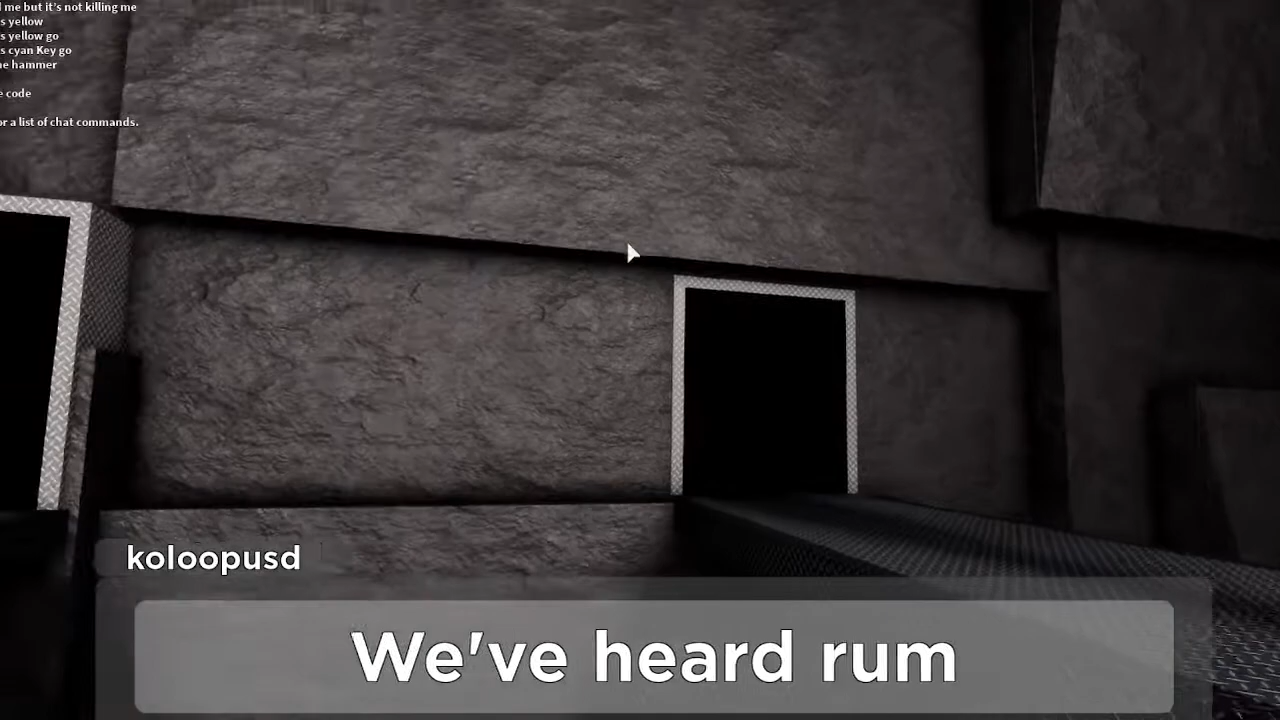 me but it's not killing me
s yellow
s yellow go
s cyan Key go
hammer
code
or a list of chat commands.
koloopusd
We've heard rum